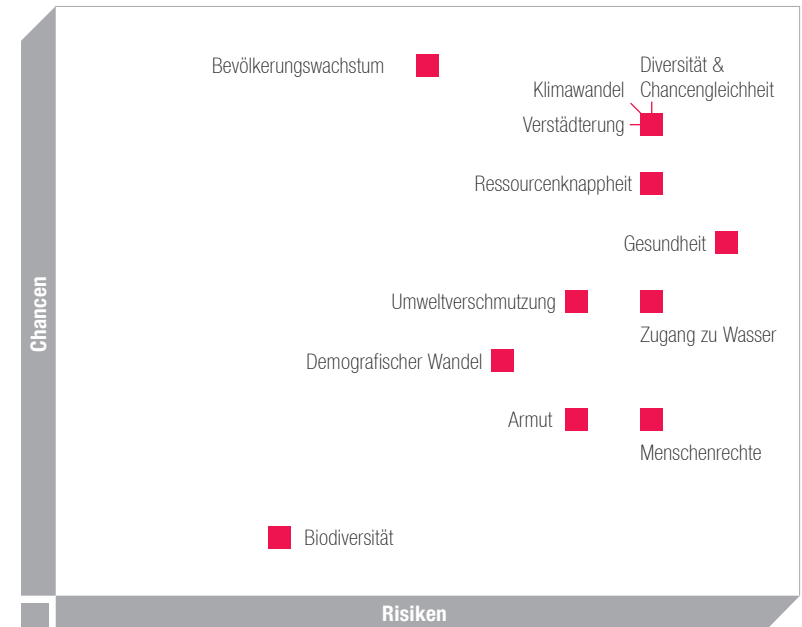 Bevölkerungswachstum
Diversität &
Chancengleichheit
Klimawandel
Verstädterung
Ressourcenknappheit
Gesundheit
Umweltverschmutzung
Zugang zu Wasser
Demografischer Wandel
Armut
Menschenrechte
Biodiversität
Chancen
Risiken